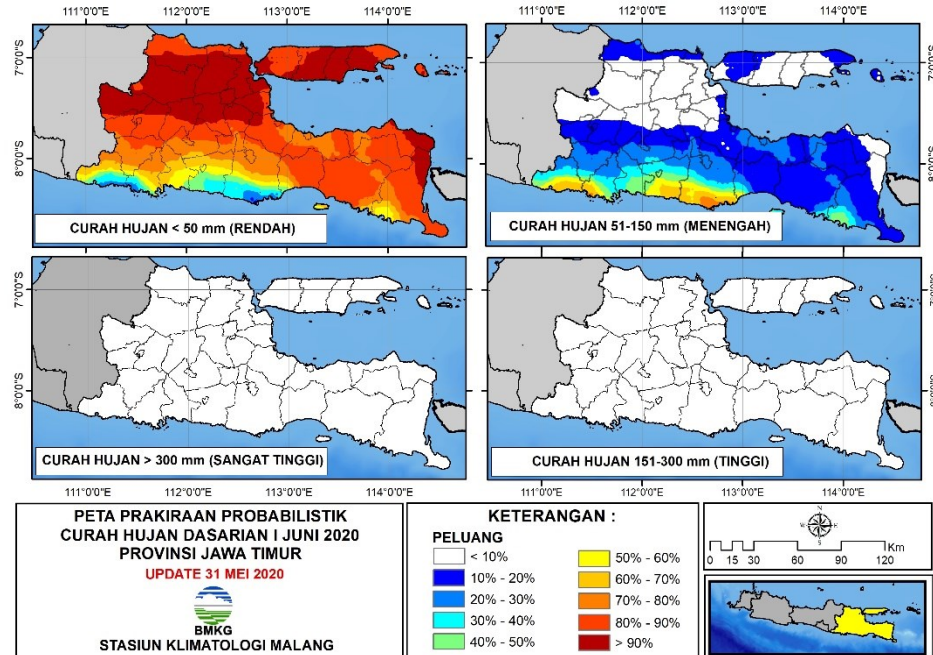 111°0'0"E 112°0'0"E 113°0'0"E 114°0'0"E
111°0'0"E 112°0'0"E 113°0'0"E 114°0'0"E
7°0'0"S
8°0'0"S
7°0'0"S
8°0'0"S
CURAH HUJAN < 50 mm (RENDAH)
CURAH HUJAN 51-150 mm (MENENGAH)
7°0'0"S
8°0'0"S
7°0'0"S
8°0'0"S
CURAH HUJAN > 300 mm (SANGAT TINGGI)
CURAH HUJAN 151-300 mm (TINGGI)
111°0'0"E 112°0'0"E 113°0'0"E 114°0'0"E
111°0'0"E 112°0'0"E 113°0'0"E 114°0'0"E
PETA PRAKIRAAN PROBABILISTIK
CURAH HUJAN DASARIAN I JUNI 2020
PROVINSI JAWA TIMUR
UPDATE 31 MEI 2020
BMKG
STASIUN KLIMATOLOGI MALANG
KETERANGAN :
PELUANG
< 10%
10% - 20%
20% - 30%
30% - 40%
40% - 50%
50% - 60%
60% - 70%
70% - 80%
80% - 90%
> 90%
N
0 15 30 60 90 120 Km